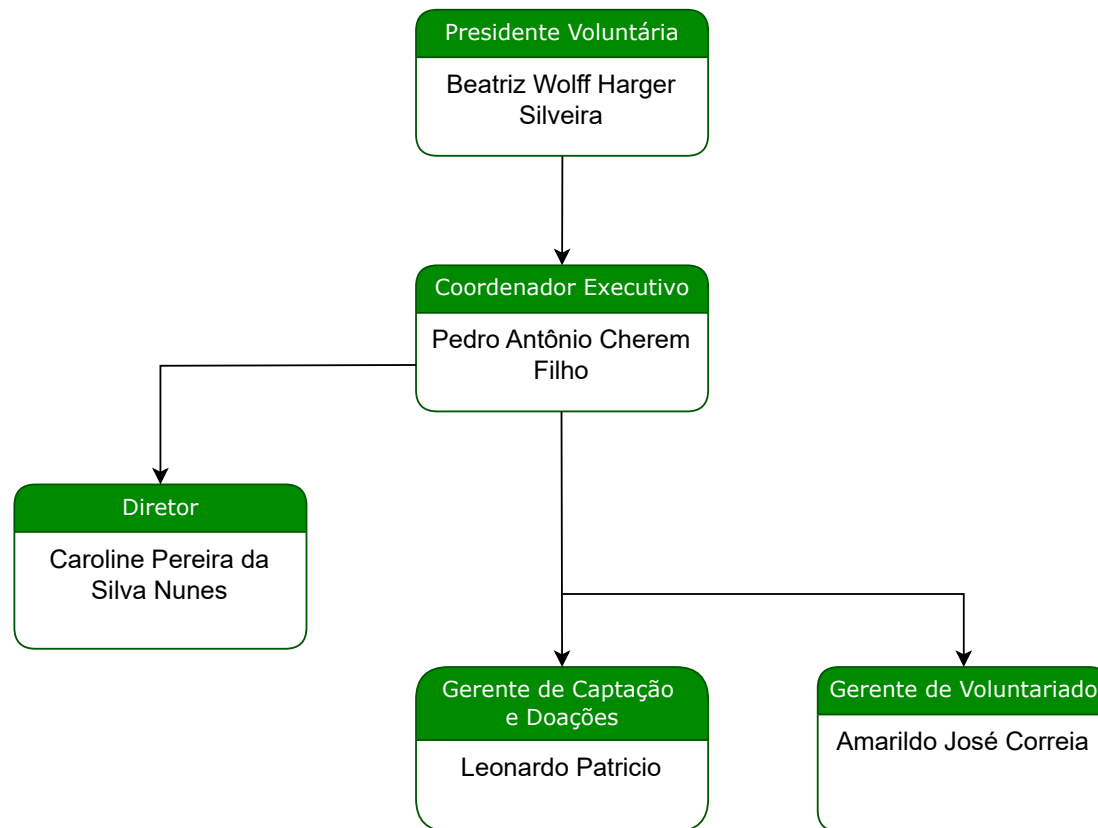 Presidente Voluntária
Beatriz Wolff Harger
Silveira
Coordenador Executivo
Pedro Antônio Cherem
Filho
Diretor
Caroline Pereira da
Silva Nunes
Gerente de Captação
e Doações
Leonardo Patricio
Gerente de Voluntariado
Amarildo José Correia